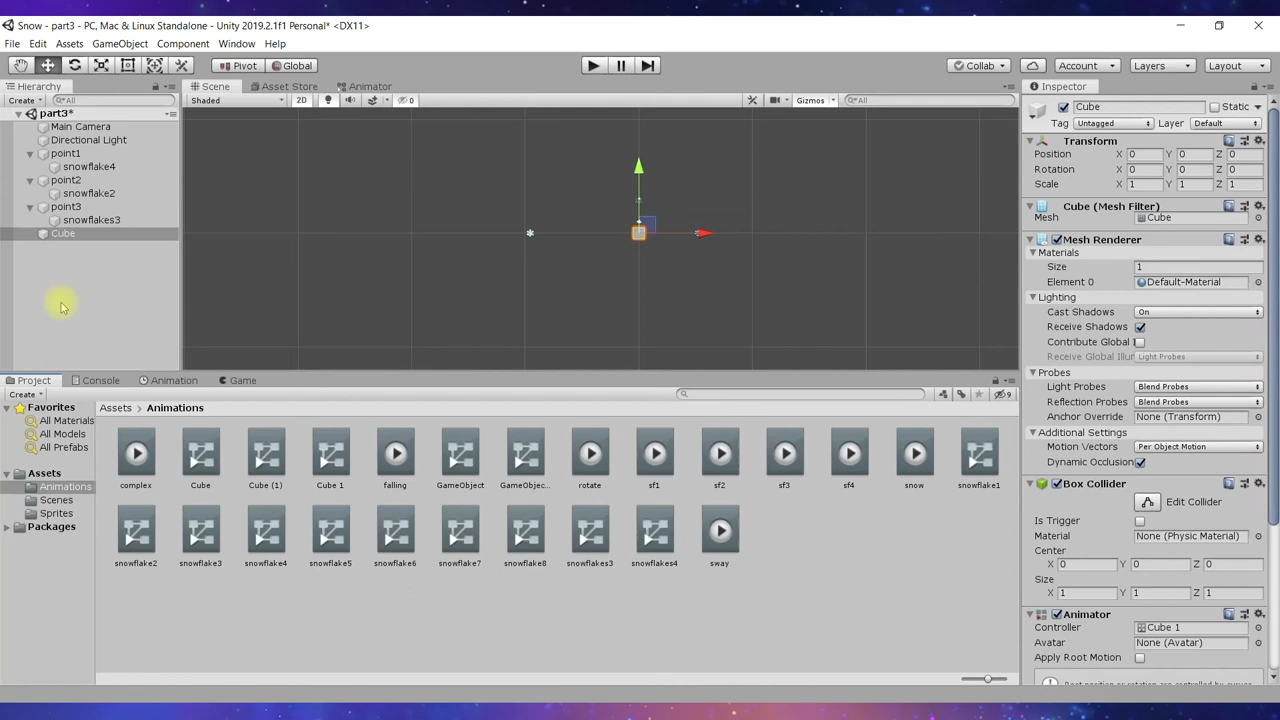 Snow - part3 - PC, Mac & Linux Standalone - Unity 2019.2.1f1 Personal* <DX11>
File Edit Assets GameObject Component Window Help
Pivot Global Collab Account Layers Layout
Hierarchy Scene Asset Store Animator Inspector
Create All Shaded 2D 0 Gizmos All
Cube Static
part3*
Tag Untagged Layer Default
Main Camera
Directional Light
Transform
point1
Position X 0 Y 0 Z 0
snowflake4
Rotation X 0 Y 0 Z 0
point2
Scale X 1 Y 1 Z 1
snowflake2
point3
Cube (Mesh Filter)
snowflakes3
Mesh Cube
Cube
Mesh Renderer
Materials
Size 1
Element 0 Default-Material
Lighting
Cast Shadows On
Receive Shadows
Contribute Global I
Receive Global Illur Light Probes
Probes
Project Console Animation Game
Light Probes Blend Probes
Create 9
Reflection Probes Blend Probes
Favorites
Assets Animations
Anchor Override None (Transform)
All Materials
All Models
All Prefabs
Additional Settings
Motion Vectors Per Object Motion
Dynamic Occlusion
Assets
Animations
Scenes
Sprites
Packages
complex Cube Cube (1) Cube 1 falling GameObject GameObjec... rotate sf1 sf2 sf3 sf4 snow snowflake1
snowflake2 snowflake3 snowflake4 snowflake5 snowflake6 snowflake7 snowflake8 snowflakes3 snowflakes4 sway
Box Collider
Edit Collider
Is Trigger
Material None (Physic Material)
Center
X 0 Y 0 Z 0
Size
X 1 Y 1 Z 1
Animator
Controller Cube 1
Avatar None (Avatar)
Apply Root Motion